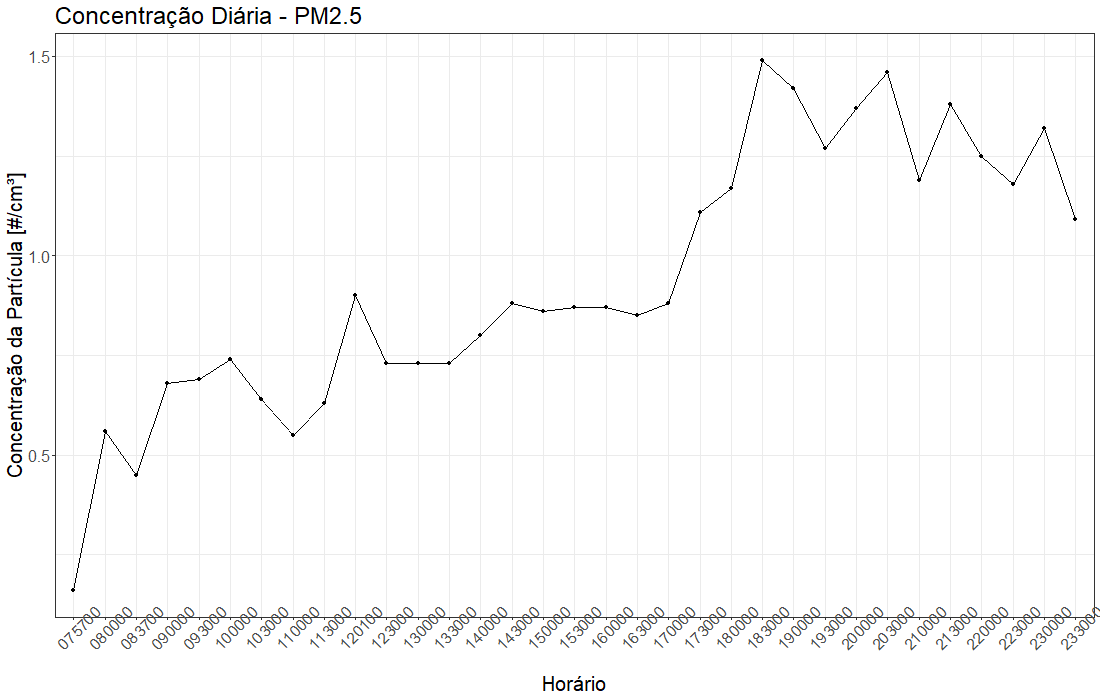 Concentração Diária - PM2.5
Concentração da Partícula [#/cm³]
1.5
1.0
0.5
075700 080000 083700 090000 093000 100000 103000 110000 113000 120100 123000 130000 133000 140000 143000 150000 153000 160000 163000 170000 173000 180000 183000 190000 193000 200000 203000 210000 213000 220000 223000 230000 233000
Horário